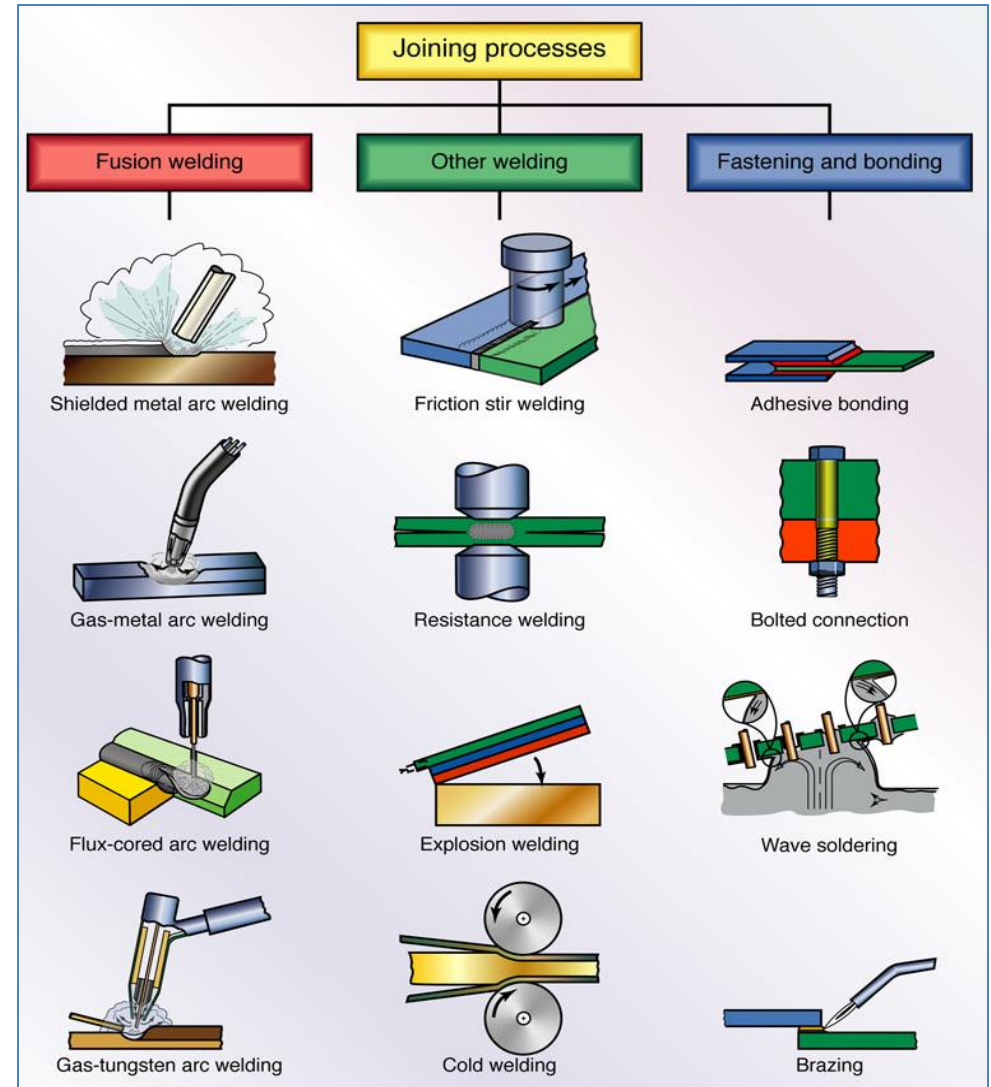 Joining processes
Fusion welding
Other welding
Fastening and bonding
Shielded metal arc welding
Friction stir welding
Adhesive bonding
Gas-metal arc welding
Resistance welding
Bolted connection
Flux-cored arc welding
Explosion welding
Wave soldering
Gas-tungsten arc welding
Cold welding
Brazing